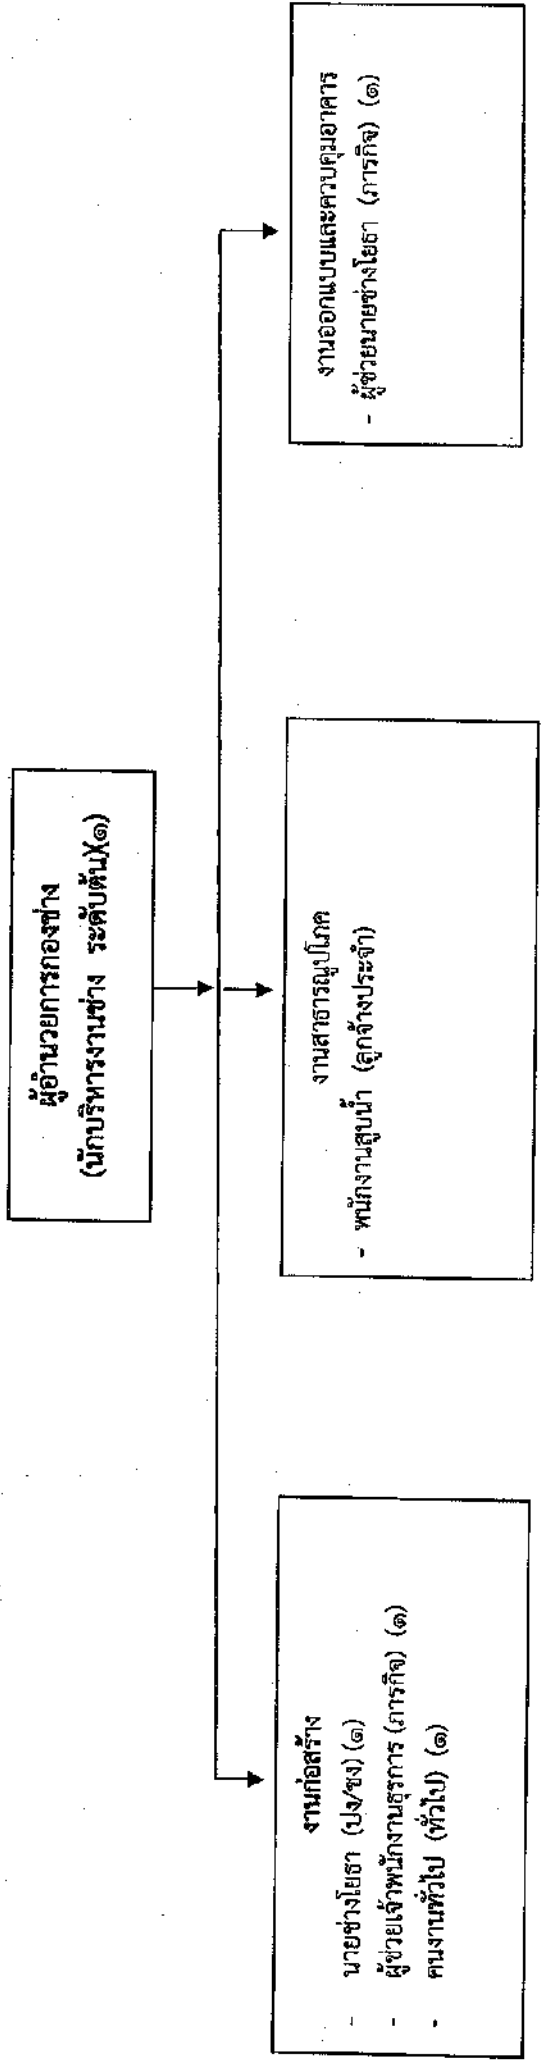 ผู้อำนวยการกองช่าง
(นักบริหารงานช่าง ระดับต้น)(๑)
งานก่อสร้าง
- นายช่างโยธา (ปง/ชง) (๑)
- ผู้ช่วยเจ้าพนักงานธุรการ (ภารกิจ) (๑)
- คนงานทั่วไป (ทั่วไป) (๑)
งานสาธารณูปโภค
- พนักงานสูบน้ำ (ลูกจ้างประจำ)
งานออกแบบและควบคุมอาคาร
- ผู้ช่วยนายช่างโยธา (ภารกิจ) (๑)